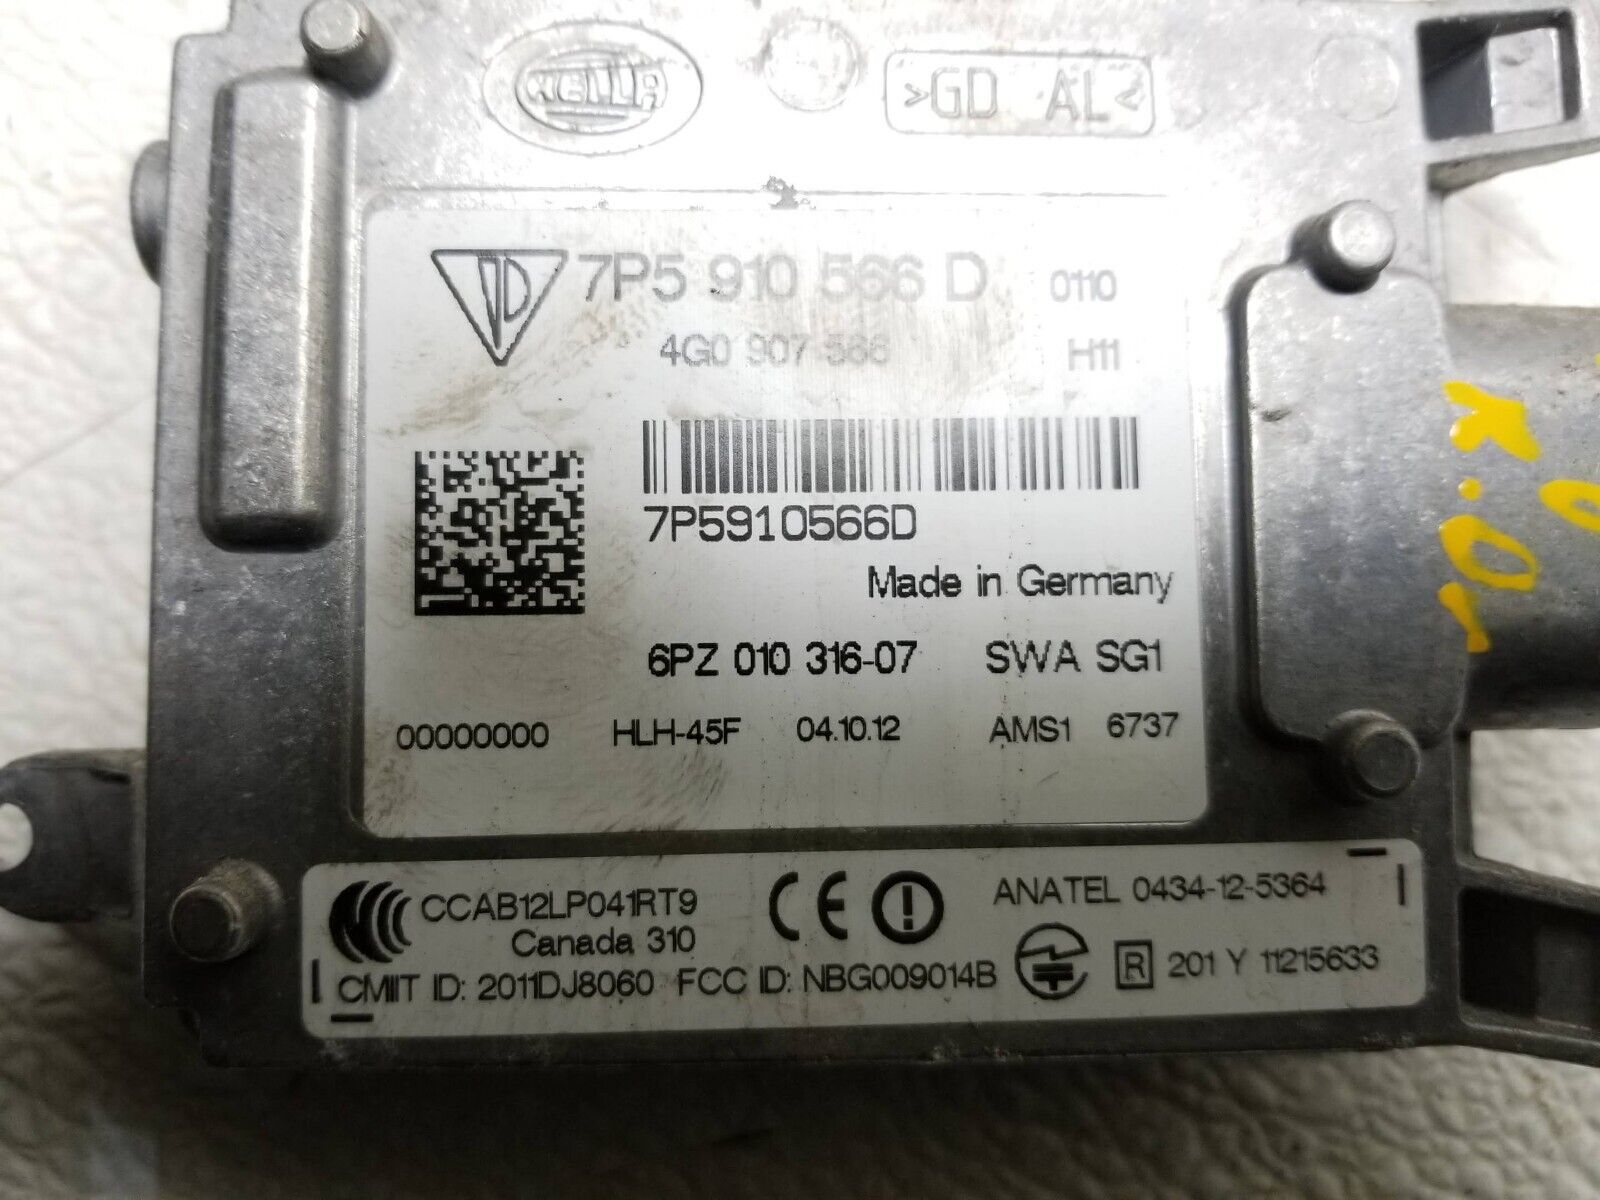 HELLA
>GD AL<
7P5 910 566 D 0110
4G0 907 566 H11
7P5910566D
Made in Germany
6PZ 010 316-07 SWA SG1
00000000 HLH-45F 04.10.12 AMS1 6737
CCAB12LP041RT9 CE ANATEL 0434-12-5364
Canada 310
CMIIT ID: 2011DJ8060 FCC ID: NBG009014B R 201 Y 11215633